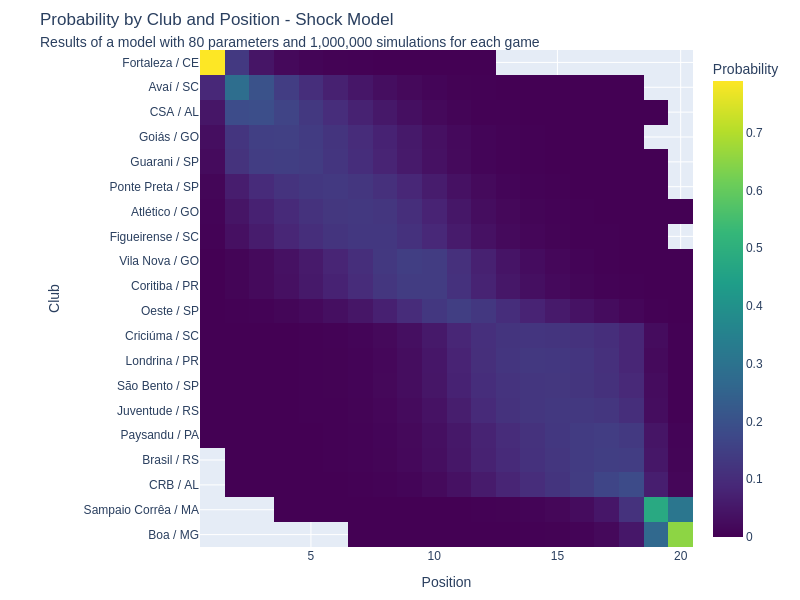 Probability by Club and Position - Shock Model
Results of a model with 80 parameters and 1,000,000 simulations for each game
Probability
Fortaleza / CE
Avaí / SC
CSA / AL
Goiás / GO
Guarani / SP
Ponte Preta / SP
Atlético / GO
Figueirense / SC
Vila Nova / GO
Coritiba / PR
Oeste / SP
Criciúma / SC
Londrina / PR
São Bento / SP
Juventude / RS
Paysandu / PA
Brasil / RS
CRB / AL
Sampaio Corrêa / MA
Boa / MG
Club
5
10
15
20
Position
0.7
0.6
0.5
0.4
0.3
0.2
0.1
0